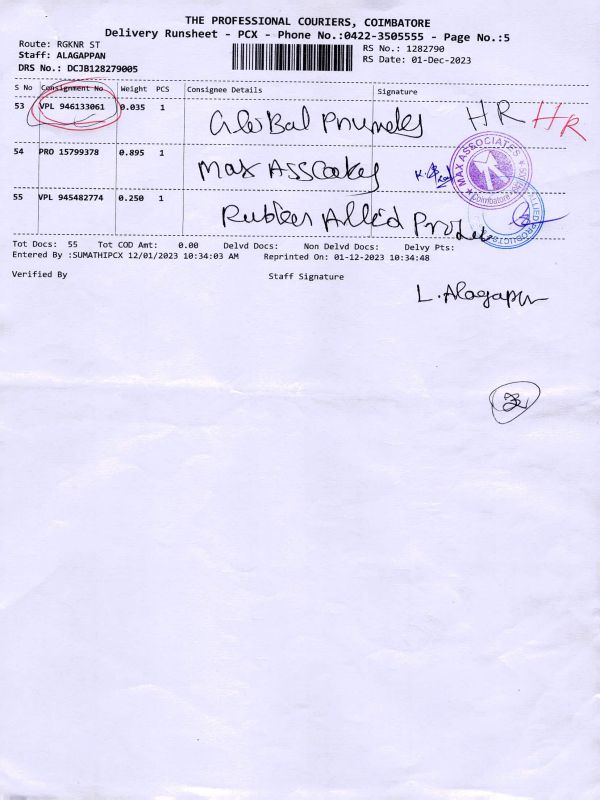 THE PROFESSIONAL COURIERS, COIMBATORE
Delivery Runsheet - PCX - Phone No.:0422-3505555 - Page No.:5
Route: RGKNR ST
RS No.: 1282790
Staff: ALAGAPPAN
RS Date: 01-Dec-2023
DRS No.: DCJB128279005
S No Consignment No Weight PCS Consignee Details Signature
53 VPL 946133061 0.035 1 Global HR HR
54 PRO 15799378 0.895 1 Max
MAX ASSOCIATES
Coimbatore
55 VPL 945482774 0.250 1 Rubber Allied
ALLIED PRODUCTS
Tot Docs: 55 Tot COD Amt: 0.00 Delvd Docs: Non Delvd Docs: Delvy Pts:
Entered By :SUMATHIPCX 12/01/2023 10:34:03 AM Reprinted On: 01-12-2023 10:34:48
Verified By Staff Signature
L. Alagappan